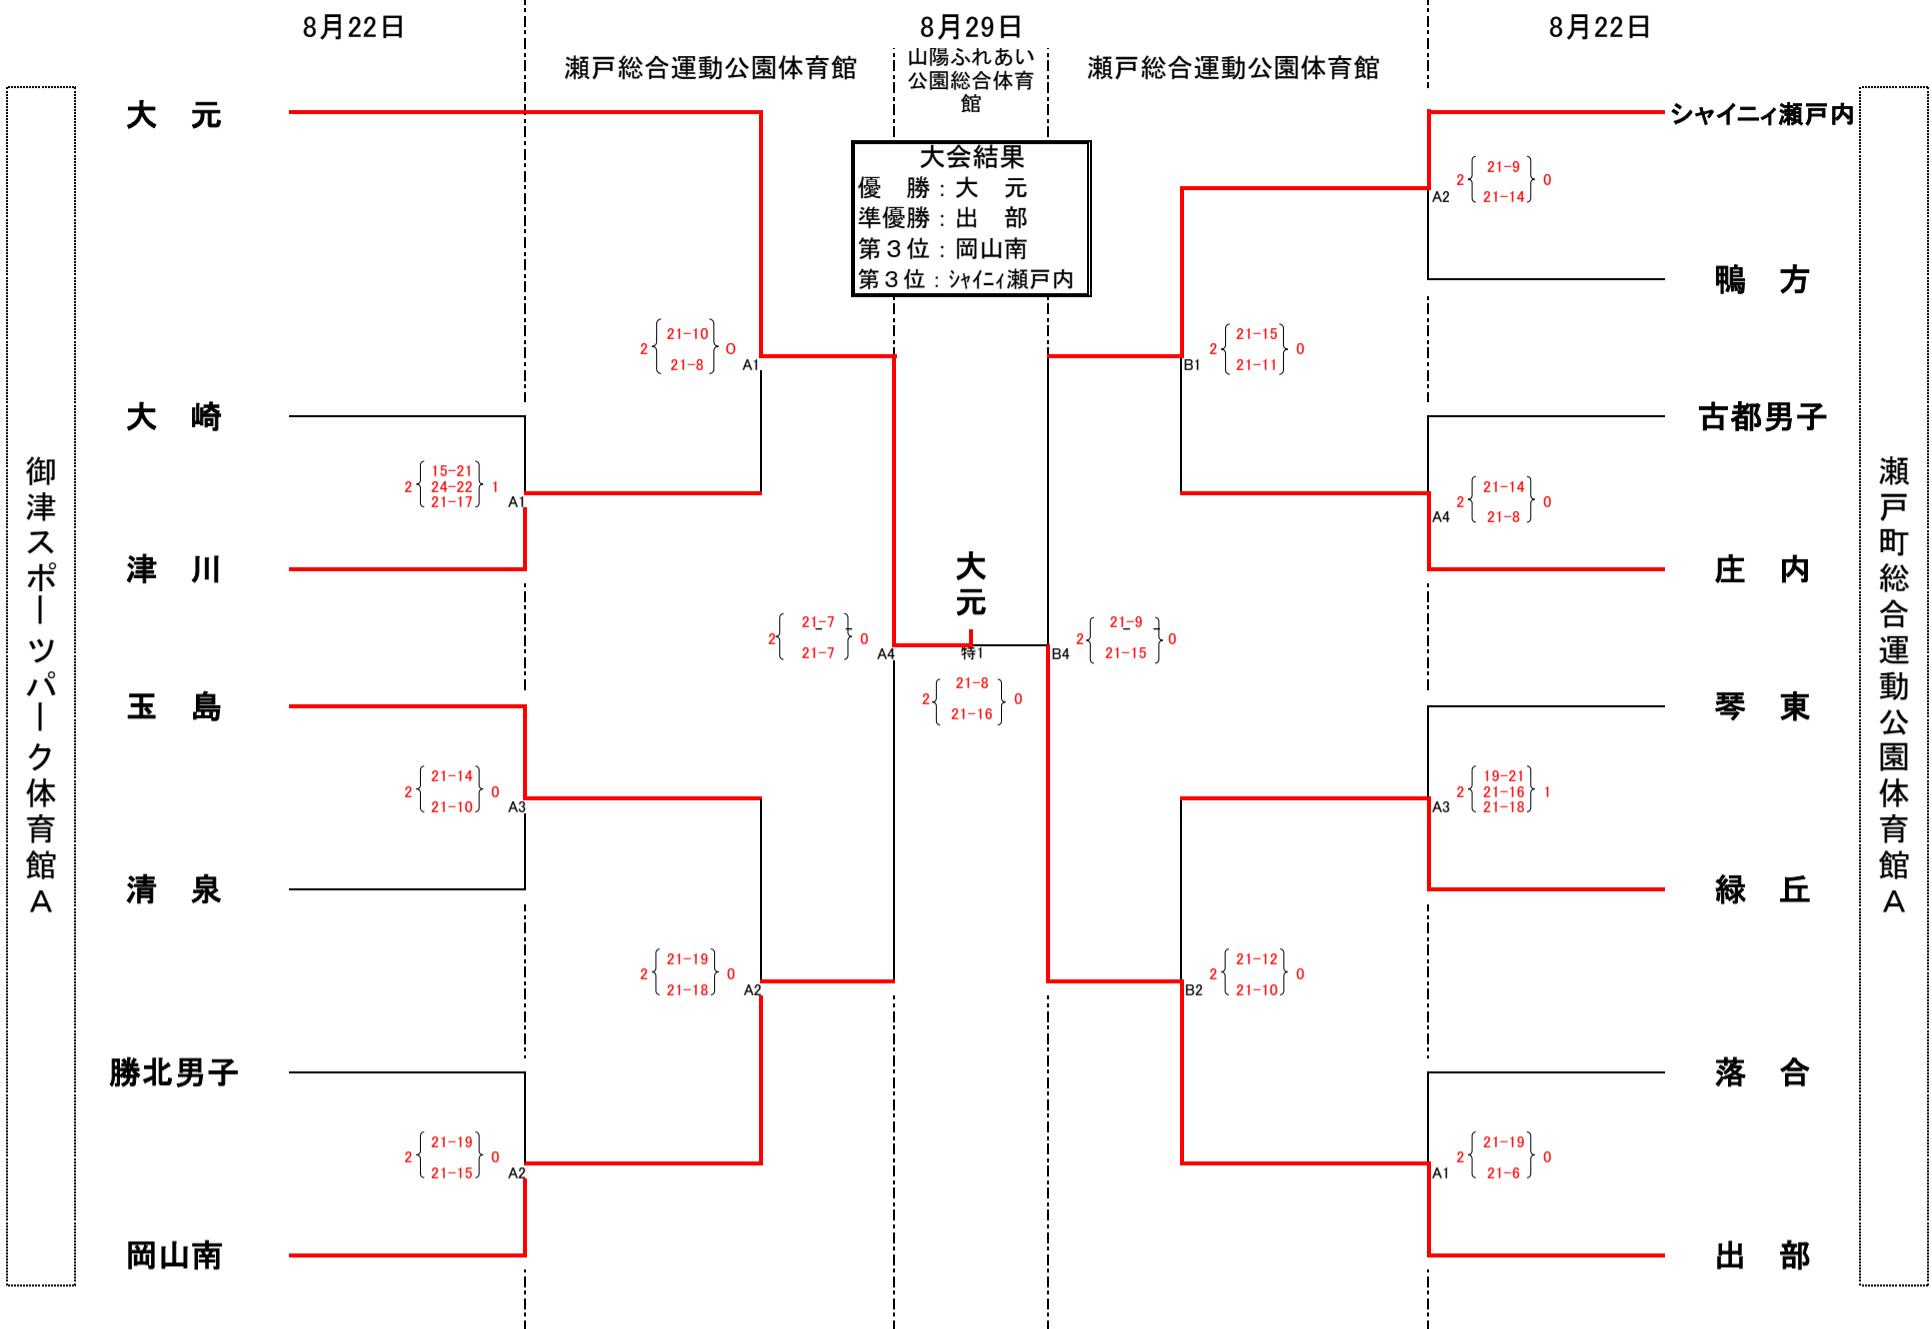 8月22日
8月29日
8月22日
瀬戸総合運動公園体育館
山陽ふれあい
公園総合体育
館
瀬戸総合運動公園体育館
御津スポーツパーク体育館A
大　元
大　崎
津　川
玉　島
清　泉
勝北男子
岡山南
大会結果
優　勝：大　元
準優勝：出　部
第３位：岡山南
第３位：ｼｬｲﾆｨ瀬戸内
2 21-10 0
21-8
A1
2 15-21 1
24-22
21-17
A1
2 21-14 0
21-10
A3
2 21-19 0
21-18
A2
2 21-19 0
21-15
A2
2 21-7 0
21-7
A4
大元
特1
2 21-8 0
21-16
2 21-9 0
21-15
B4
2 21-15 0
21-11
B1
2 21-12 0
21-10
B2
2 21-9 0
21-14
A2
2 21-14 0
21-8
A4
2 19-21 1
21-16
21-18
A3
2 21-19 0
21-6
A1
シャイニィ瀬戸内
鴨　方
古都男子
庄　内
琴　東
緑　丘
落　合
出　部
瀬戸町総合運動公園体育館A